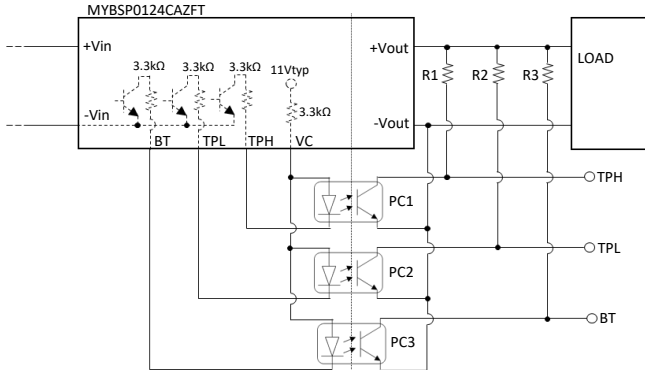 MYBSP0124CAZFT
+Vin
+Vout
LOAD
3.3kΩ
3.3kΩ
3.3kΩ
11Vtyp
R1
R2
R3
3.3kΩ
-Vin
-Vout
BT
TPL
TPH
VC
TPH
PC1
TPL
PC2
BT
PC3